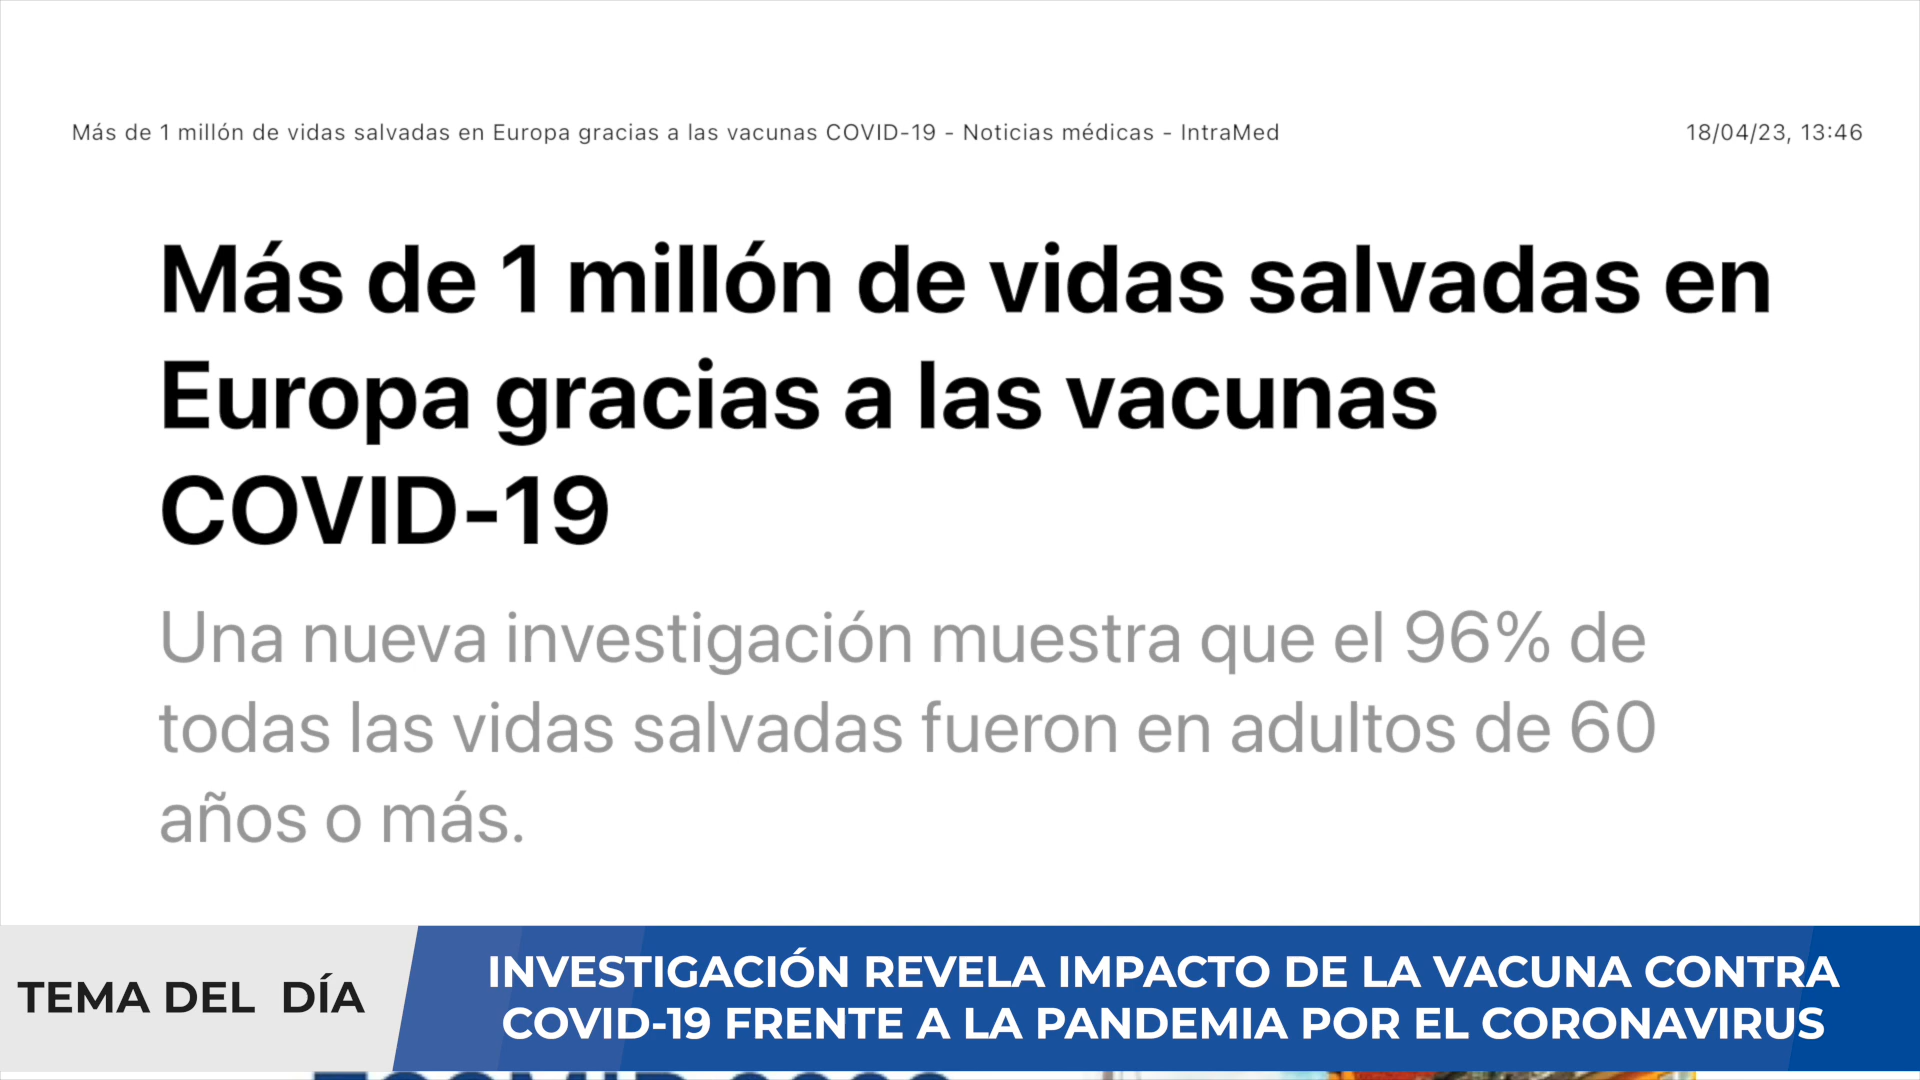 Más de 1 millón de vidas salvadas en Europa gracias a las vacunas COVID-19 - Noticias médicas - IntraMed
18/04/23, 13:46
Más de 1 millón de vidas salvadas en
Europa gracias a las vacunas
COVID-19
Una nueva investigación muestra que el 96% de
todas las vidas salvadas fueron en adultos de 60
años o más.
TEMA DEL DÍA
INVESTIGACIÓN REVELA IMPACTO DE LA VACUNA CONTRA
COVID-19 FRENTE A LA PANDEMIA POR EL CORONAVIRUS